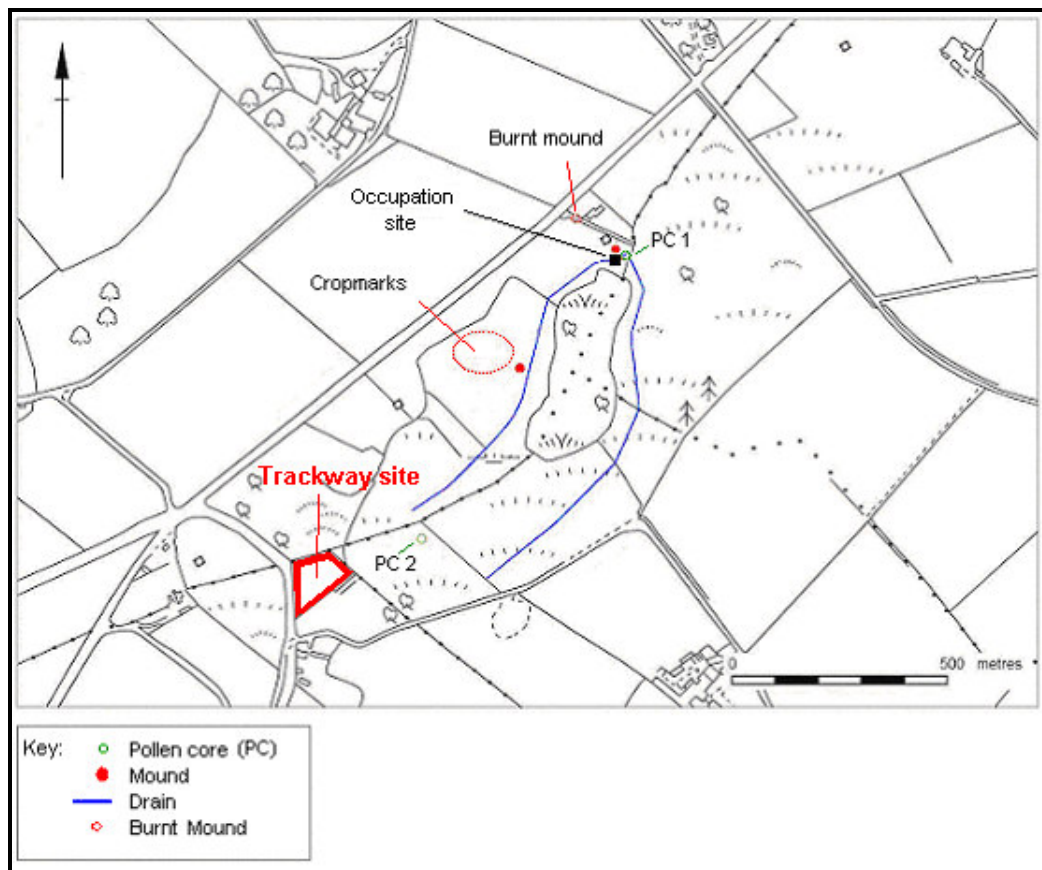 Burnt mound
Occupation
site
PC 1
Cropmarks
Trackway site
PC 2
0 500 metres
Key:
Pollen core (PC)
Mound
Drain
Burnt Mound